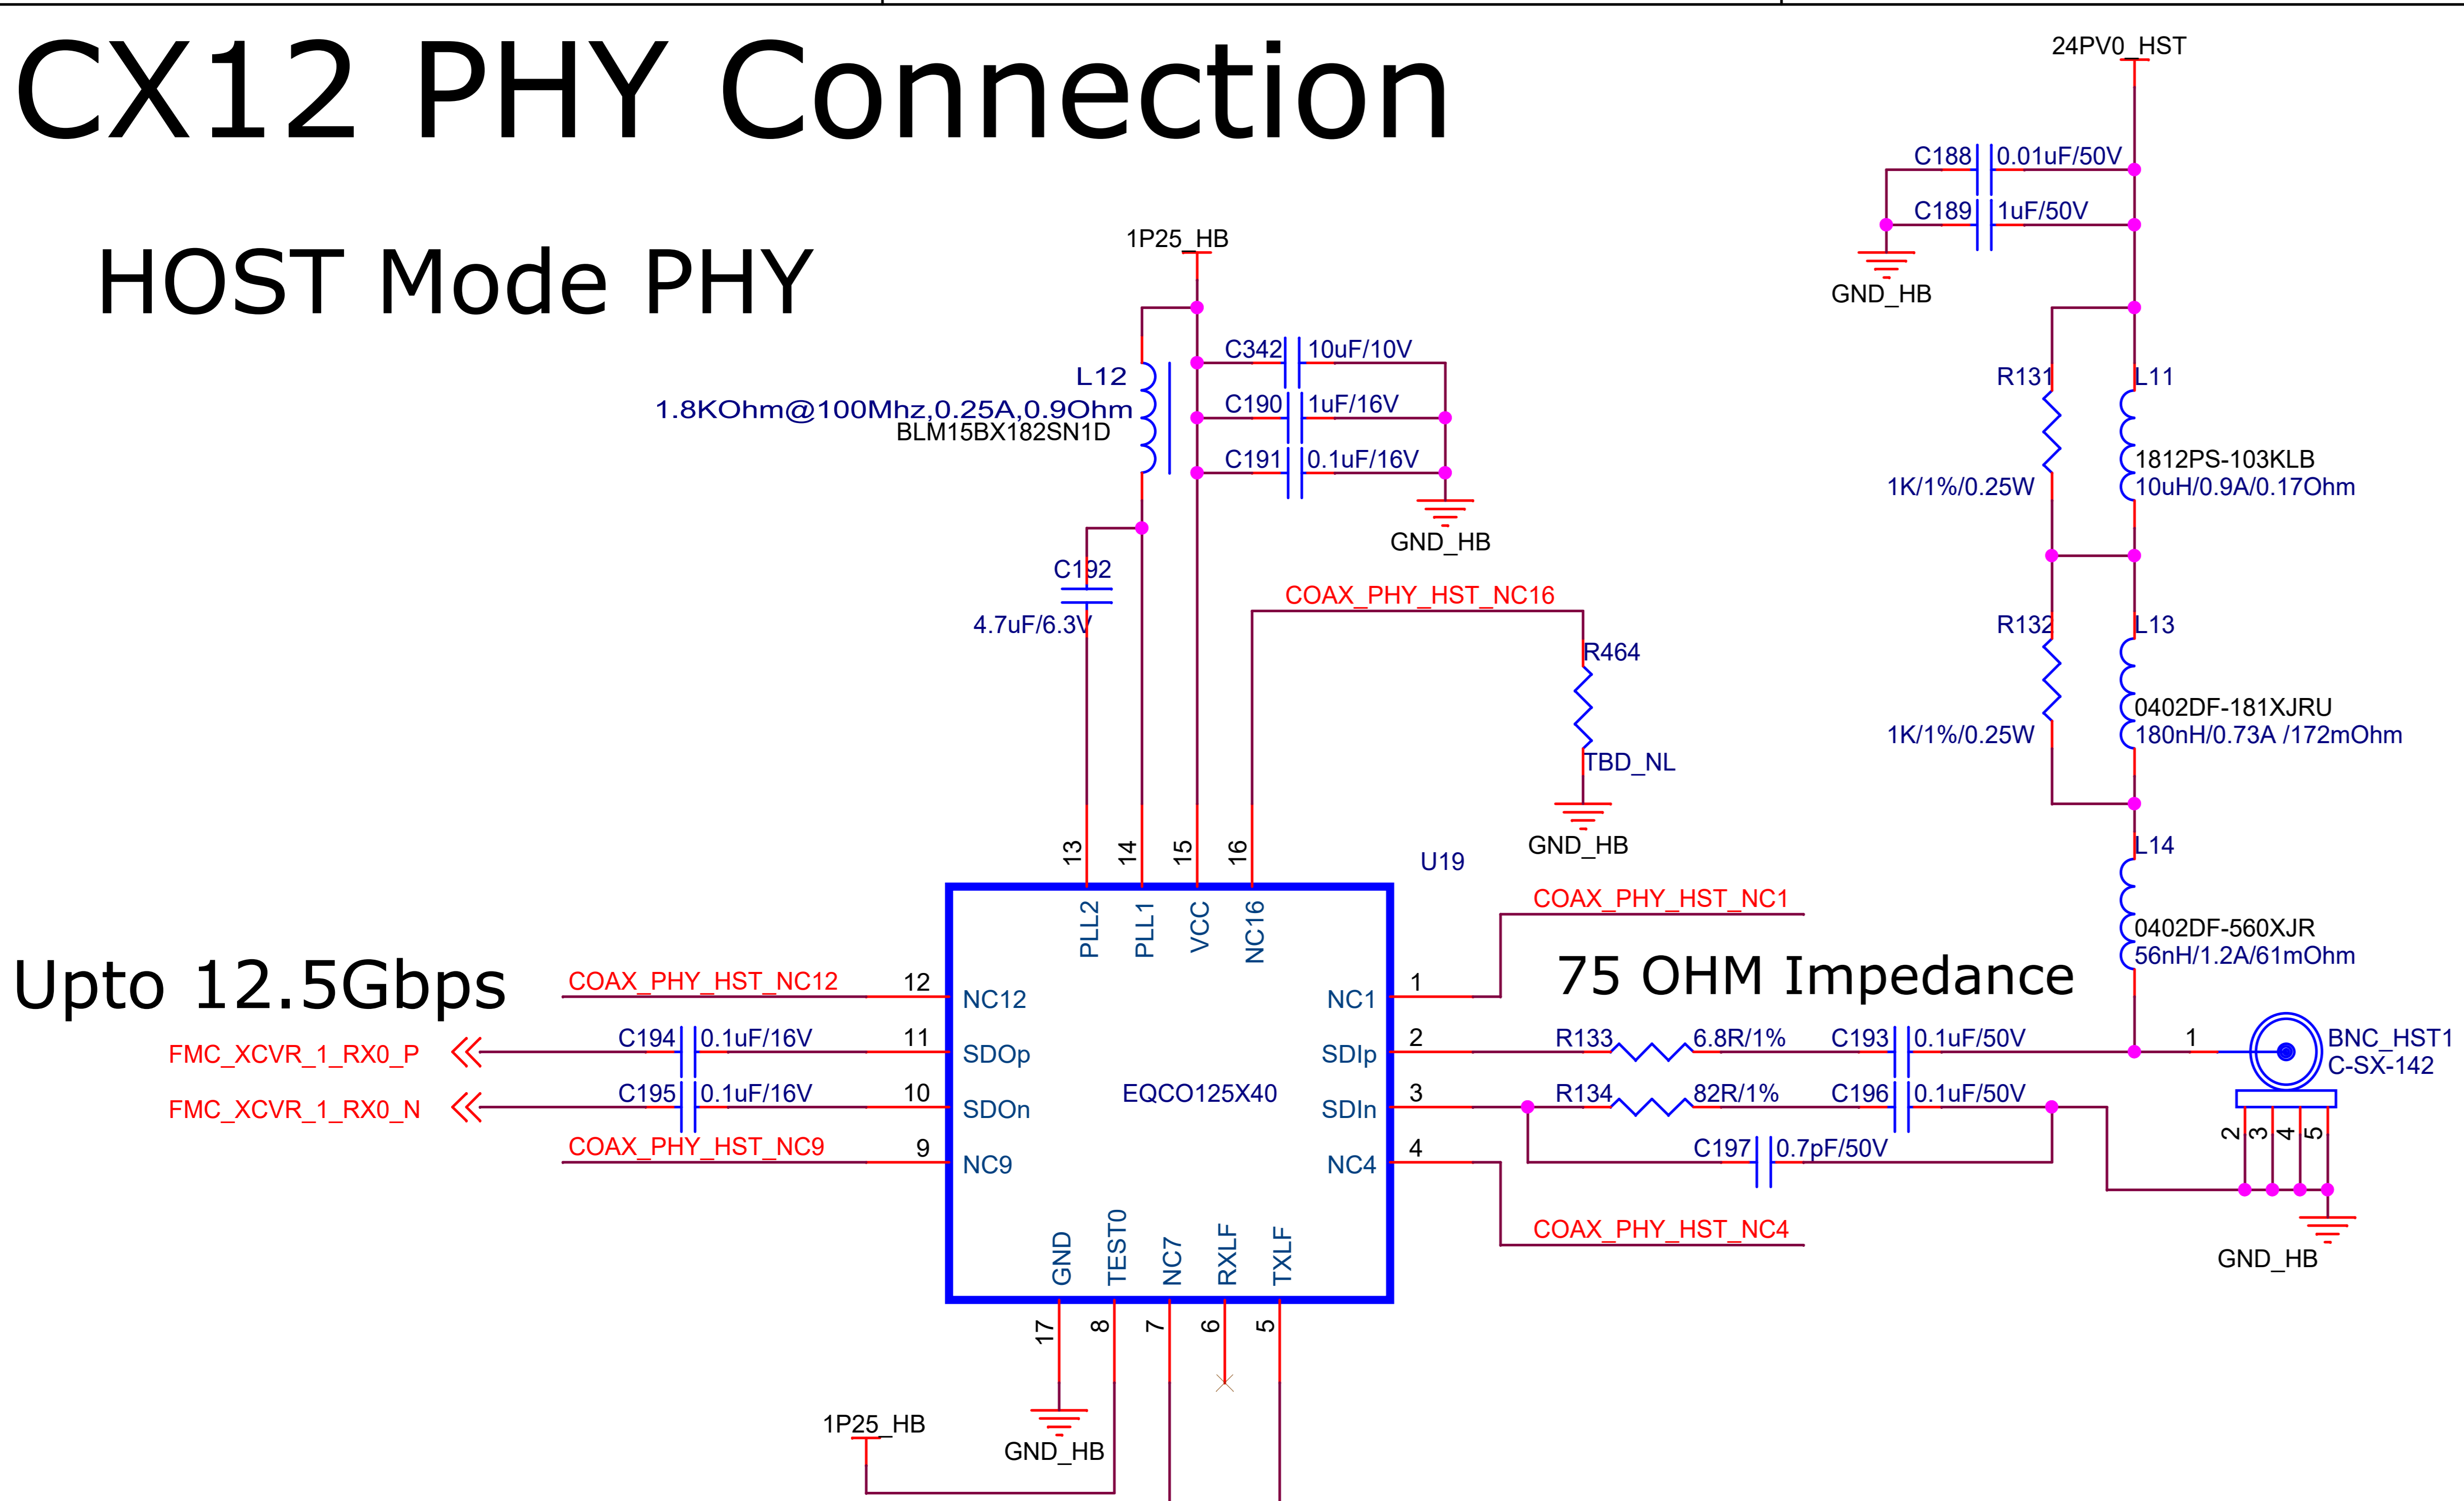 CX12 PHY Connection
HOST Mode PHY
24PV0_HST
C188 0.01uF/50V
C189 1uF/50V
GND_HB
1P25_HB
L12
1.8KOhm@100Mhz,0.25A,0.9Ohm
BLM15BX182SN1D
C342 10uF/10V
C190 1uF/16V
C191 0.1uF/16V
GND_HB
R131
1K/1%/0.25W
L11
1812PS-103KLB
10uH/0.9A/0.17Ohm
C192
4.7uF/6.3V
COAX_PHY_HST_NC16
R464
TBD_NL
GND_HB
R132
1K/1%/0.25W
L13
0402DF-181XJRU
180nH/0.73A /172mOhm
L14
0402DF-560XJR
56nH/1.2A/61mOhm
13 14 15 16
U19
PLL2 PLL1 VCC NC16
COAX_PHY_HST_NC1
Upto 12.5Gbps
75 OHM Impedance
COAX_PHY_HST_NC12 12 NC12
NC1 1
FMC_XCVR_1_RX0_P C194 0.1uF/16V 11 SDOp
SDIp 2 R133 6.8R/1% C193 0.1uF/50V 1
BNC_HST1
C-SX-142
FMC_XCVR_1_RX0_N C195 0.1uF/16V 10 SDOn
EQCO125X40
SDIn 3 R134 82R/1% C196 0.1uF/50V
COAX_PHY_HST_NC9 9 NC9
NC4 4 C197 0.7pF/50V
2 3 4 5
COAX_PHY_HST_NC4
GND_HB
GND TEST0 NC7 RXLF TXLF
17 8 7 6 5
1P25_HB
GND_HB